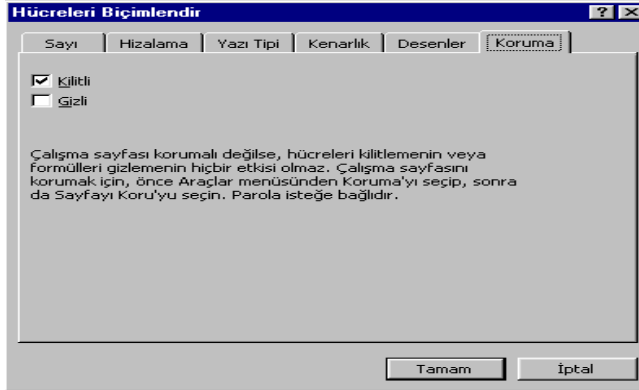 Hücreleri Biçimlendir
Sayı Hizalama Yazı Tipi Kenarlık Desenler Koruma
Kilitli
Gizli
Çalışma sayfası korumalı değilse, hücreleri kilitlemenin veya
formülleri gizlemenin hiçbir etkisi olmaz. Çalışma sayfasını
korumak için, önce Araçlar menüsünden Koruma'yı seçip, sonra
da Sayfayı Koru'yu seçin. Parola isteğe bağlıdır.
Tamam İptal